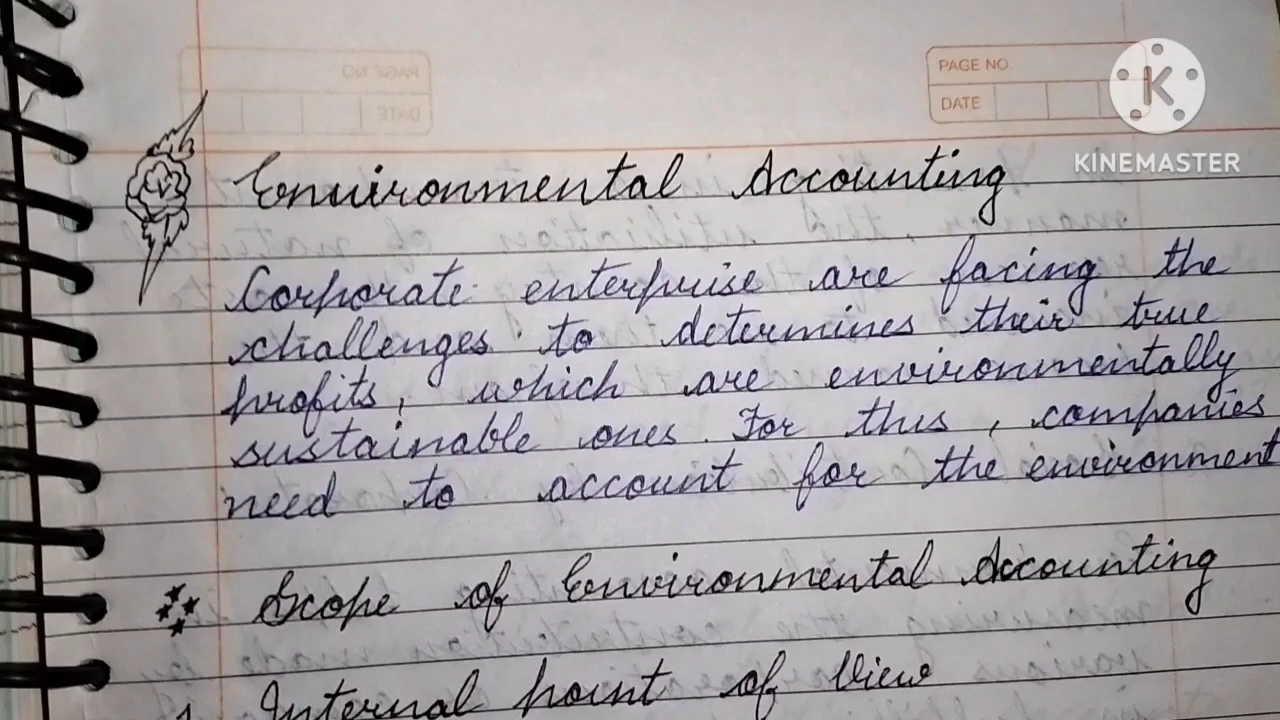 PAGE NO
DATE
KINEMASTER
Environmental Accounting
Corporate enterprise are facing the
challenges to determines their true
profits, which are environmentally
sustainable ones. For this, companies
need to account for the environment
Scope of Environmental Accounting
1 Internal point of View